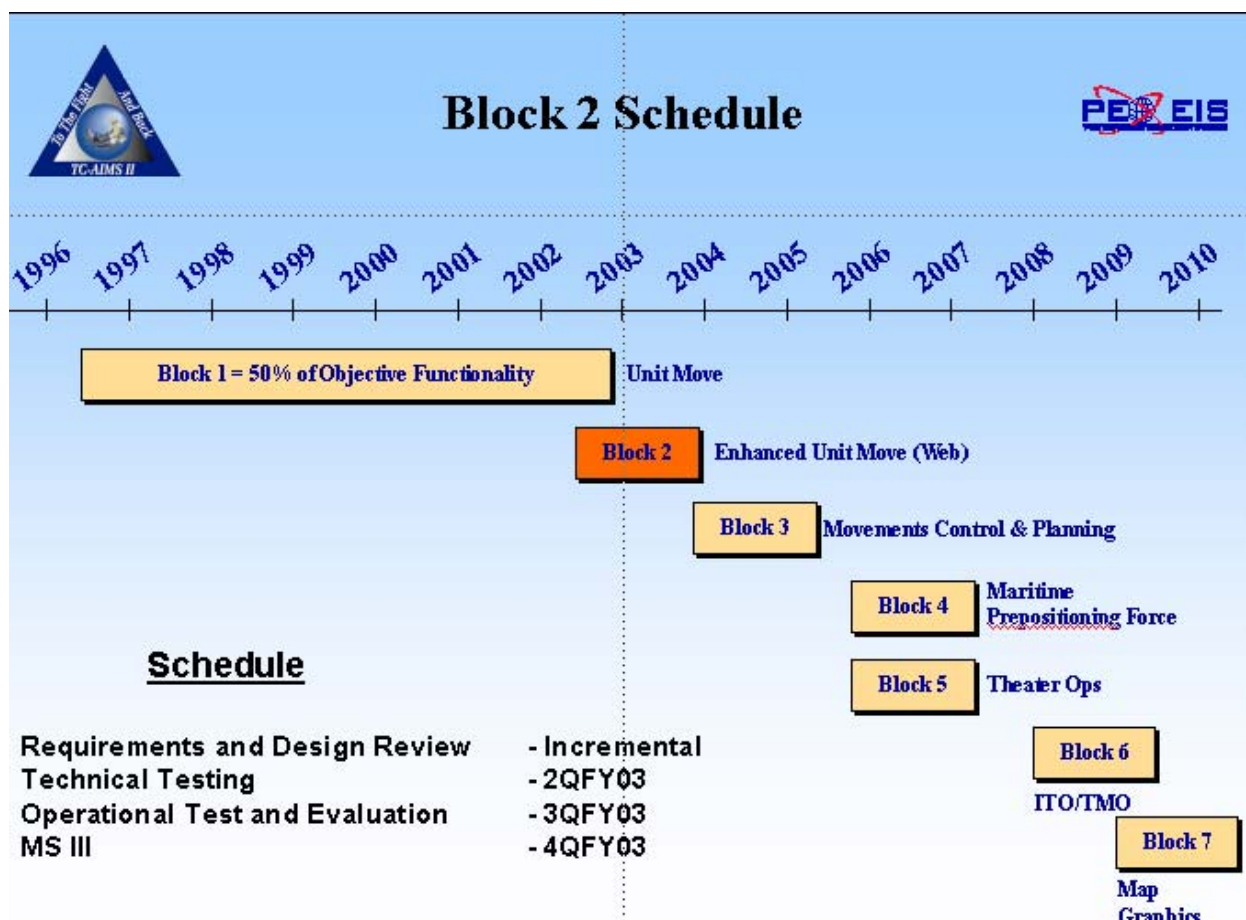 To The Fight
And Back
TC-AIMS II
Block 2 Schedule
PEO EIS
1996 1997 1998 1999 2000 2001 2002 2003 2004 2005 2006 2007 2008 2009 2010
Block 1 = 50% of Objective Functionality
Unit Move
Block 2
Enhanced Unit Move (Web)
Block 3
Movements Control & Planning
Block 4
Maritime
Prepositioning Force
Block 5
Theater Ops
Block 6
ITO/TMO
Block 7
Map
Graphics
Schedule
Requirements and Design Review - Incremental
Technical Testing - 2QFY03
Operational Test and Evaluation - 3QFY03
MS III - 4QFY03